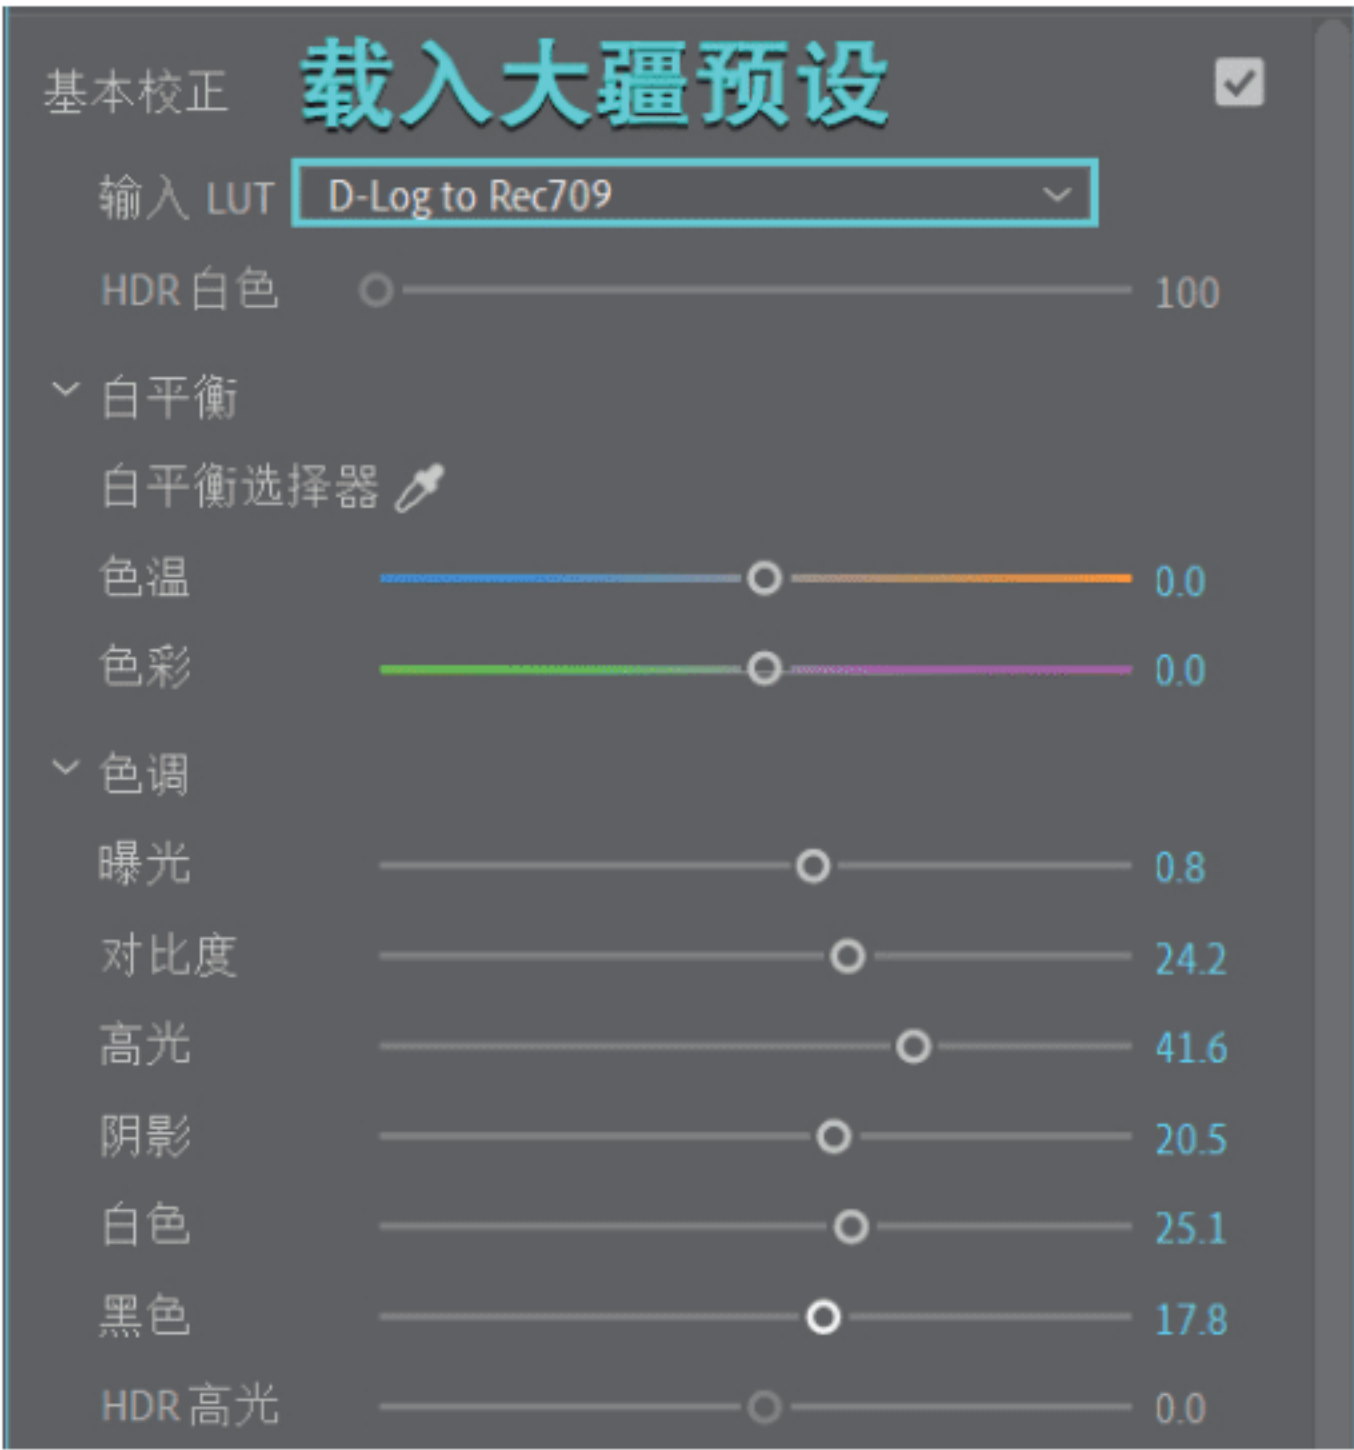 基本校正 载入大疆预设
输入 LUT D-Log to Rec709
HDR 白色 100
白平衡
白平衡选择器
色温 0.0
色彩 0.0
色调
曝光 0.8
对比度 24.2
高光 41.6
阴影 20.5
白色 25.1
黑色 17.8
HDR 高光 0.0